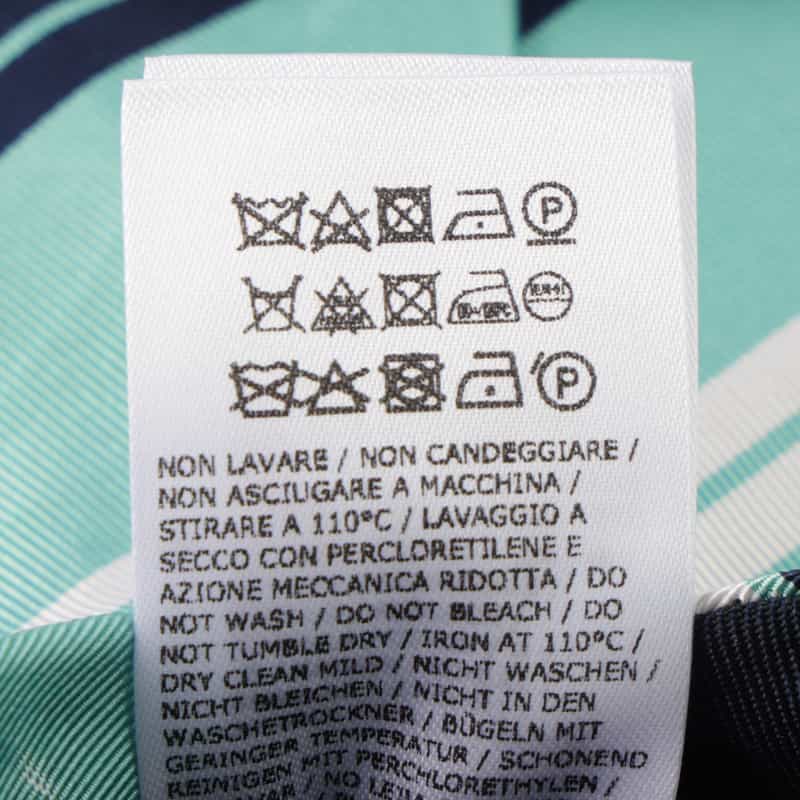 P
P
NON LAVARE / NON CANDEGGIARE /
NON ASCIUGARE A MACCHINA /
STIRARE A 110°C / LAVAGGIO A
SECCO CON PERCLORETILENE E
AZIONE MECCANICA RIDOTTA / DO
NOT WASH / DO NOT BLEACH / DO
NOT TUMBLE DRY / IRON AT 110°C /
DRY CLEAN MILD / NICHT WASCHEN /
NICHT BLEICHEN / NICHT IN DEN
WASCHETROCKNER / BÜGELN MIT
GERINGER TEMPERATUR / SCHONEND
REINIGEN MIT PERCHLORETHYLEN /
/ NO